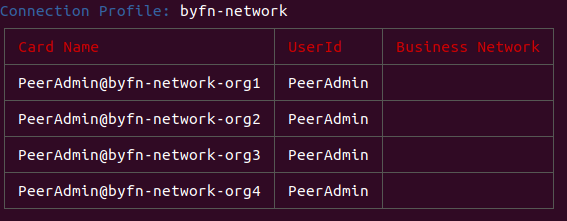 Connection Profile: byfn-network
Card Name UserId Business Network
PeerAdmin@byfn-network-org1 PeerAdmin
PeerAdmin@byfn-network-org2 PeerAdmin
PeerAdmin@byfn-network-org3 PeerAdmin
PeerAdmin@byfn-network-org4 PeerAdmin